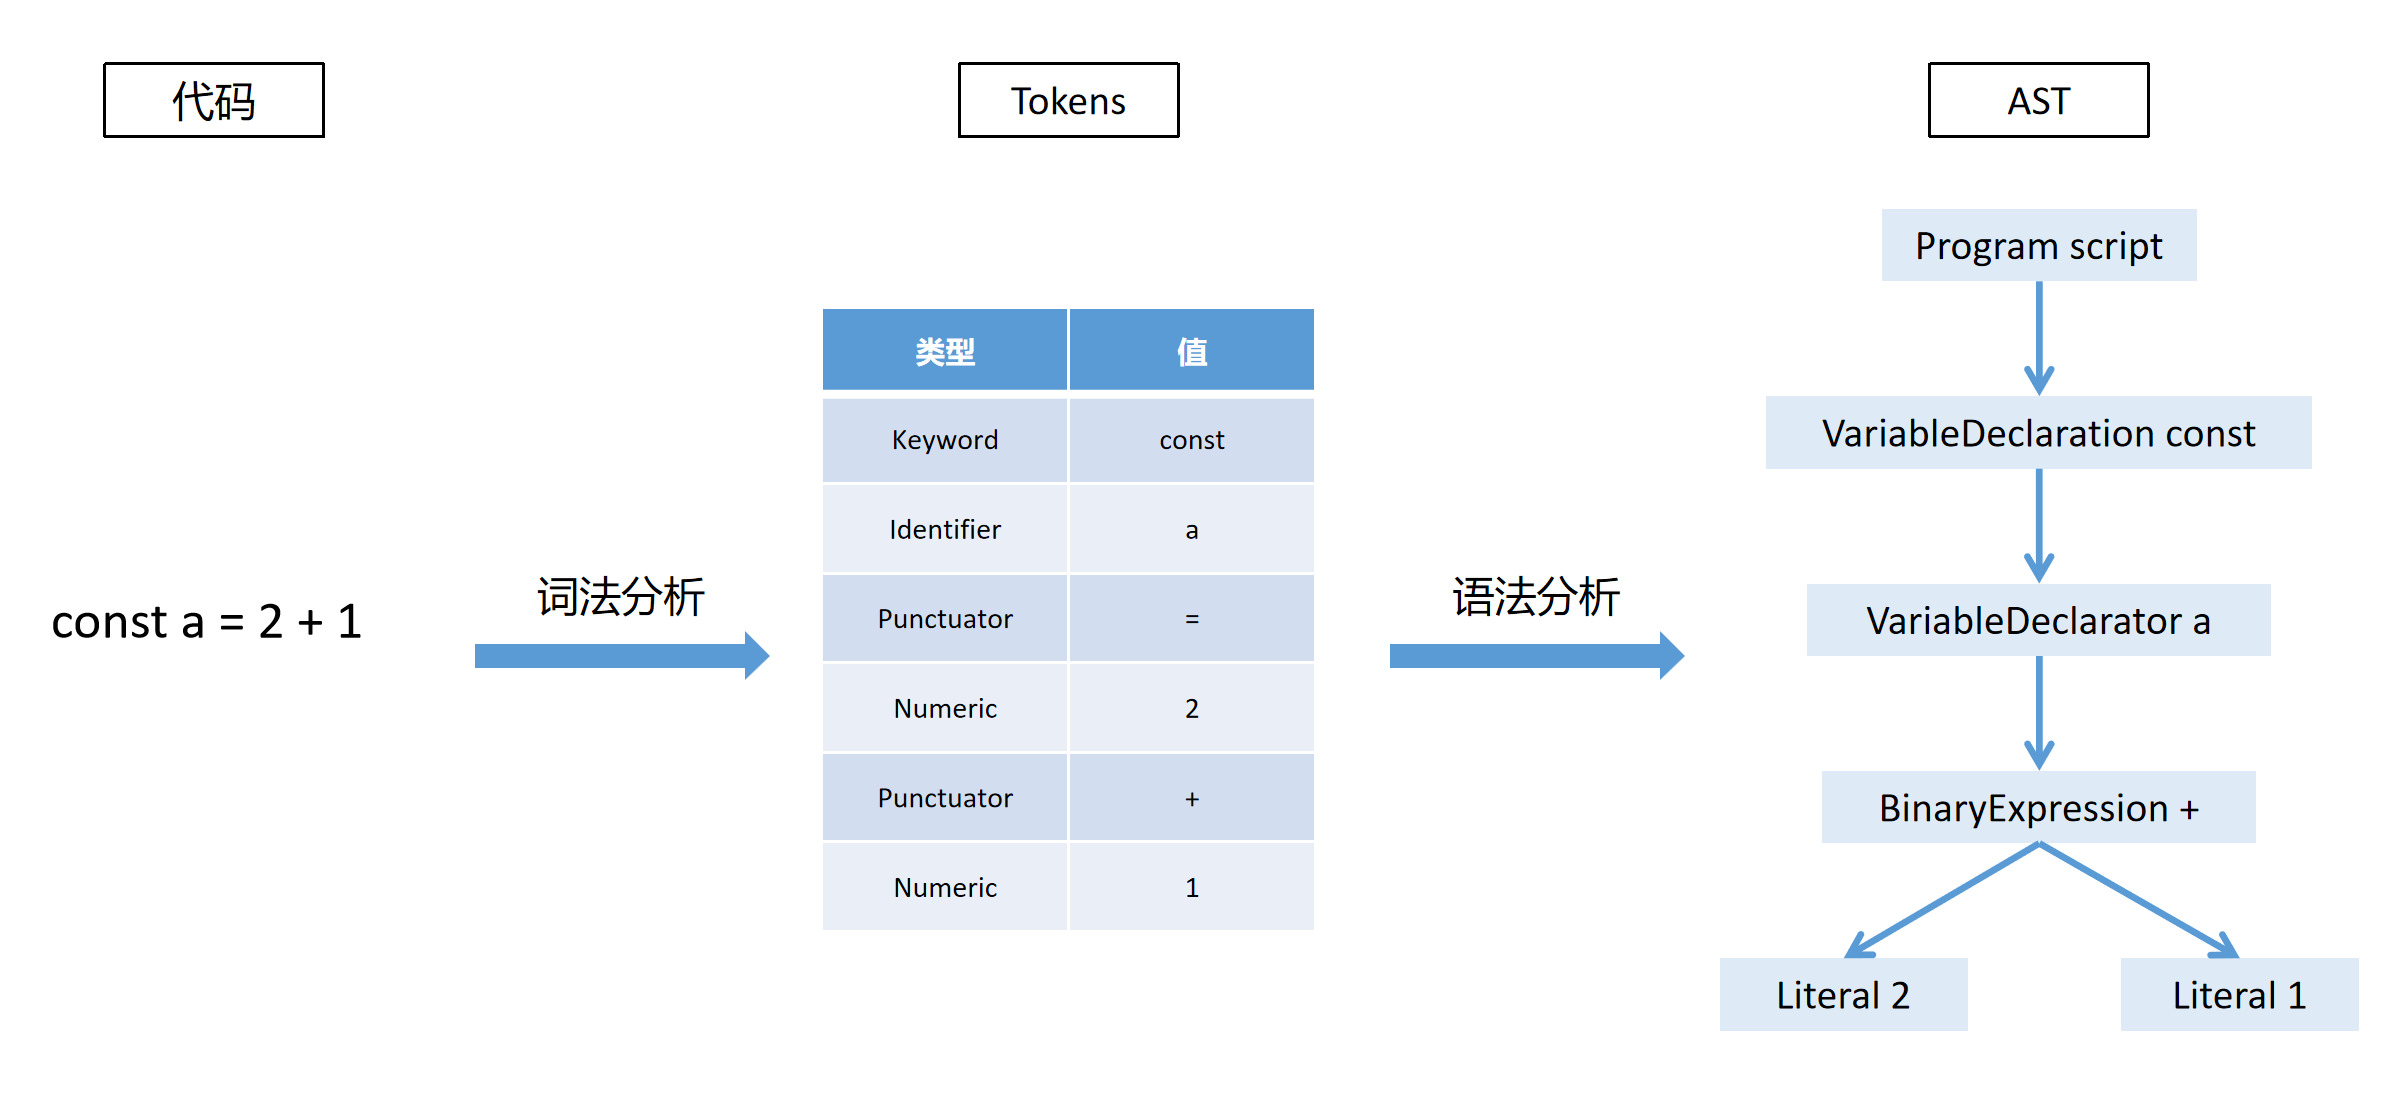 代码
Tokens
AST
const a = 2 + 1
词法分析
类型 值
Keyword const
Identifier a
Punctuator =
Numeric 2
Punctuator +
Numeric 1
语法分析
Program script
VariableDeclaration const
VariableDeclarator a
BinaryExpression +
Literal 2
Literal 1